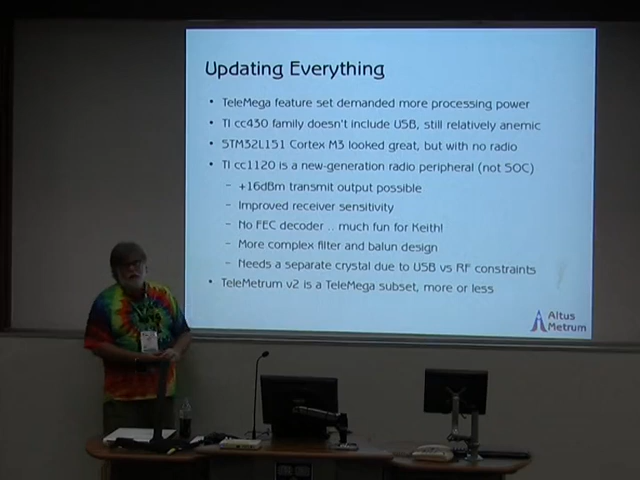 Updating Everything
• TeleMega feature set demanded more processing power
• TI cc430 family doesn't include USB, still relatively anemic
• STM32L151 Cortex M3 looked great, but with no radio
• TI cc1120 is a new-generation radio peripheral (not SOC)
– +16dBm transmit output possible
– Improved receiver sensitivity
– No FEC decoder .. much fun for Keith!
– More complex filter and balun design
– Needs a separate crystal due to USB vs RF constraints
• TeleMetrum v2 is a TeleMega subset, more or less
Altus
Metrum